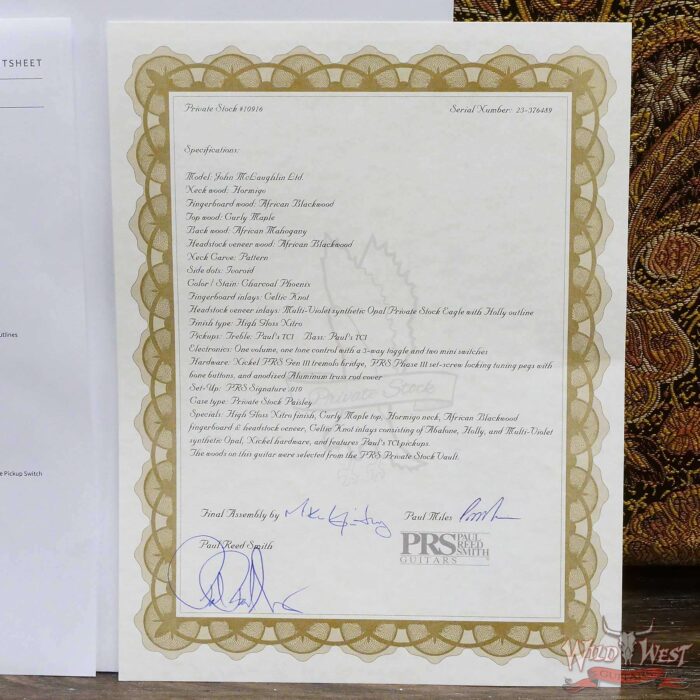 TSHEET
utlines
e Pickup Switch
Private Stock #10916
Serial Number: 23-376489
Specifications:
Model: John McLaughlin Ltd.
Neck wood: Hormigo
Fingerboard wood: African Blackwood
Top wood: Curly Maple
Back wood: African Mahogany
Headstock veneer wood: African Blackwood
Neck Carve: Pattern
Side dots: Ivoroid
Color / Stain: Charcoal Phoenix
Fingerboard inlays: Celtic Knot
Headstock veneer inlays: Multi-Violet synthetic Opal Private Stock Eagle with Holly outline
Finish type: High Gloss Nitro
Pickups: Treble: Paul's TCI Bass: Paul's TCI
Electronics: One volume, one tone control with a 3-way toggle and two mini switches
Hardware: Nickel PRS Gen III tremolo bridge, PRS Phase III set-screw locking tuning pegs with
bone buttons, and anodized Aluminum truss rod cover
Set-Up: PRS Signature .010
Case type: Private Stock Paisley
Specials: High Gloss Nitro finish, Curly Maple top, Hormigo neck, African Blackwood
fingerboard & headstock veneer, Celtic Knot inlays consisting of Abalone, Holly, and Multi-Violet
synthetic Opal, Nickel hardware, and features Paul's TCI pickups.
The woods on this guitar were selected from the PRS Private Stock Vault.
Private Stock
Final Assembly by
Paul Miles
Paul Reed Smith
PRS PAUL REED SMITH
GUITARS
WILD WEST
GUITARS